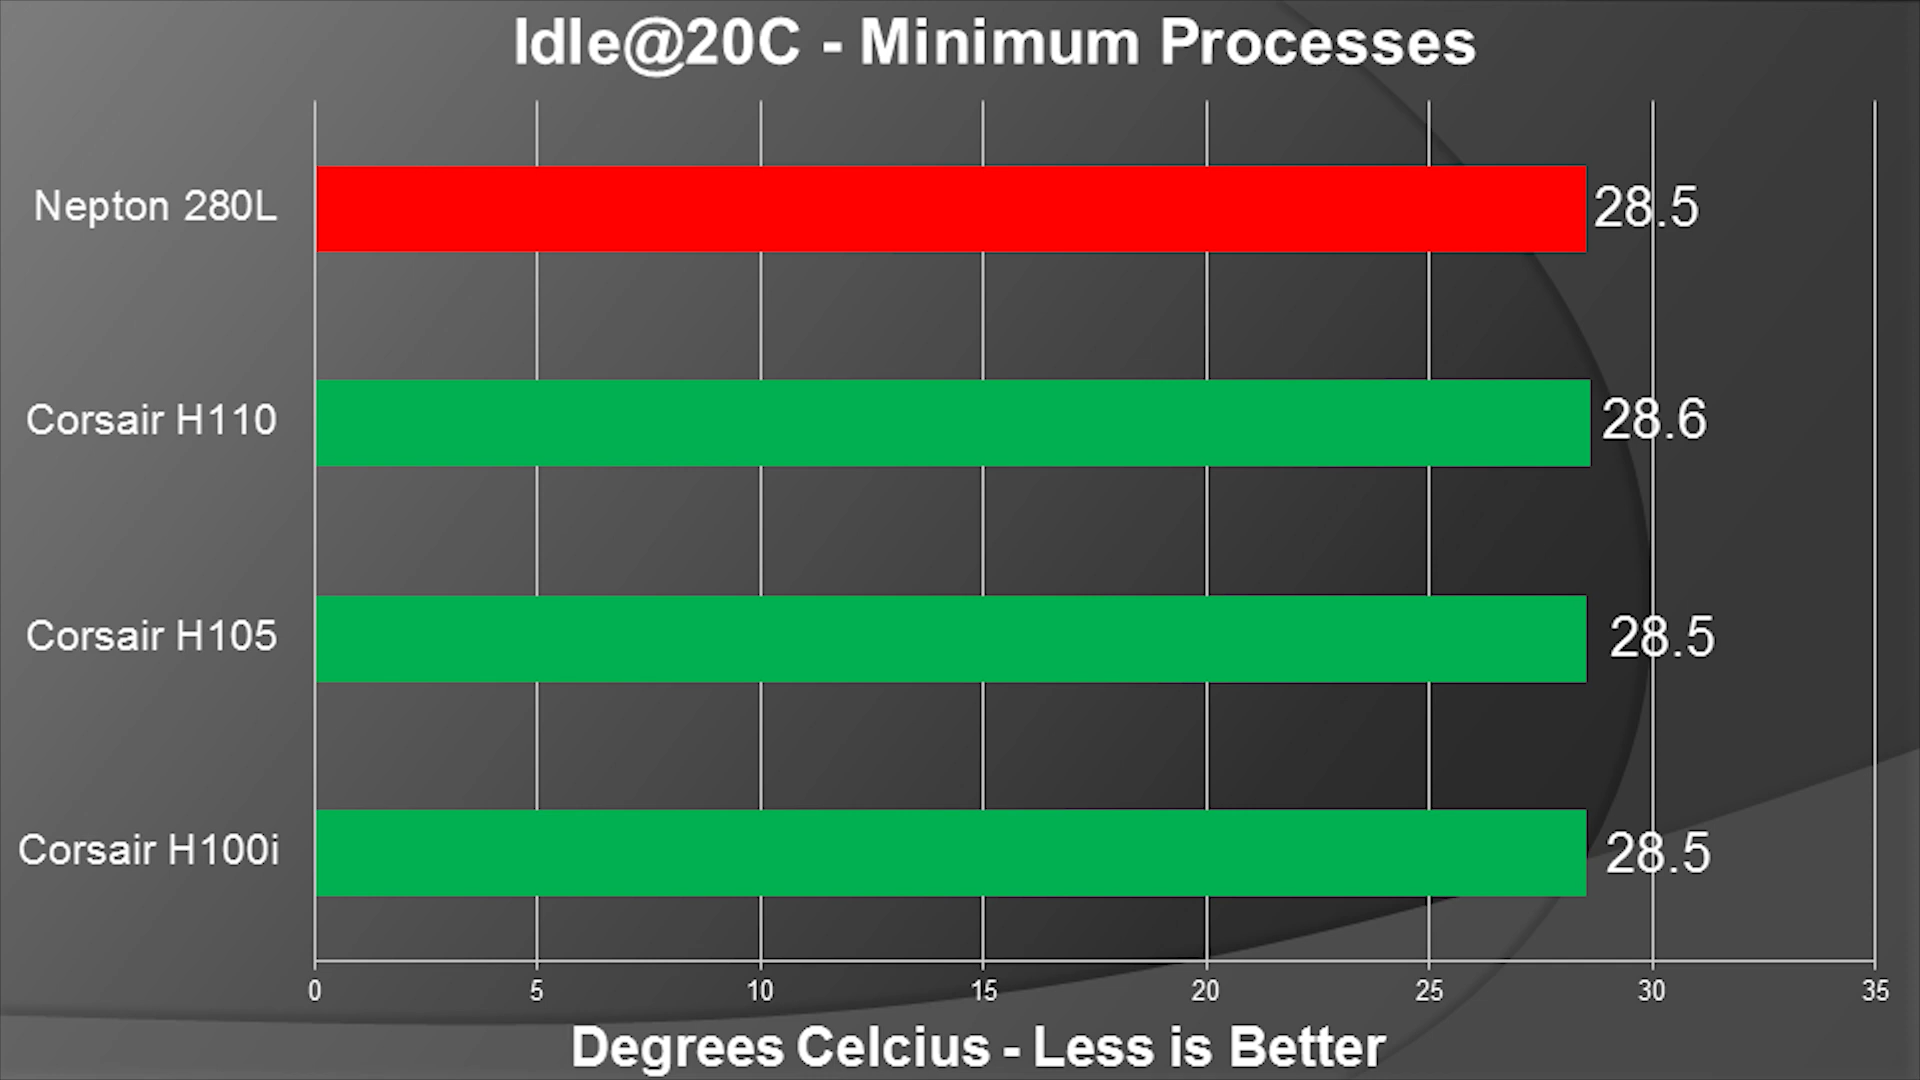 Idle@20C - Minimum Processes
Nepton 280L
28.5
Corsair H110
28.6
Corsair H105
28.5
Corsair H100i
28.5
0 5 10 15 20 25 30 35
Degrees Celcius - Less is Better